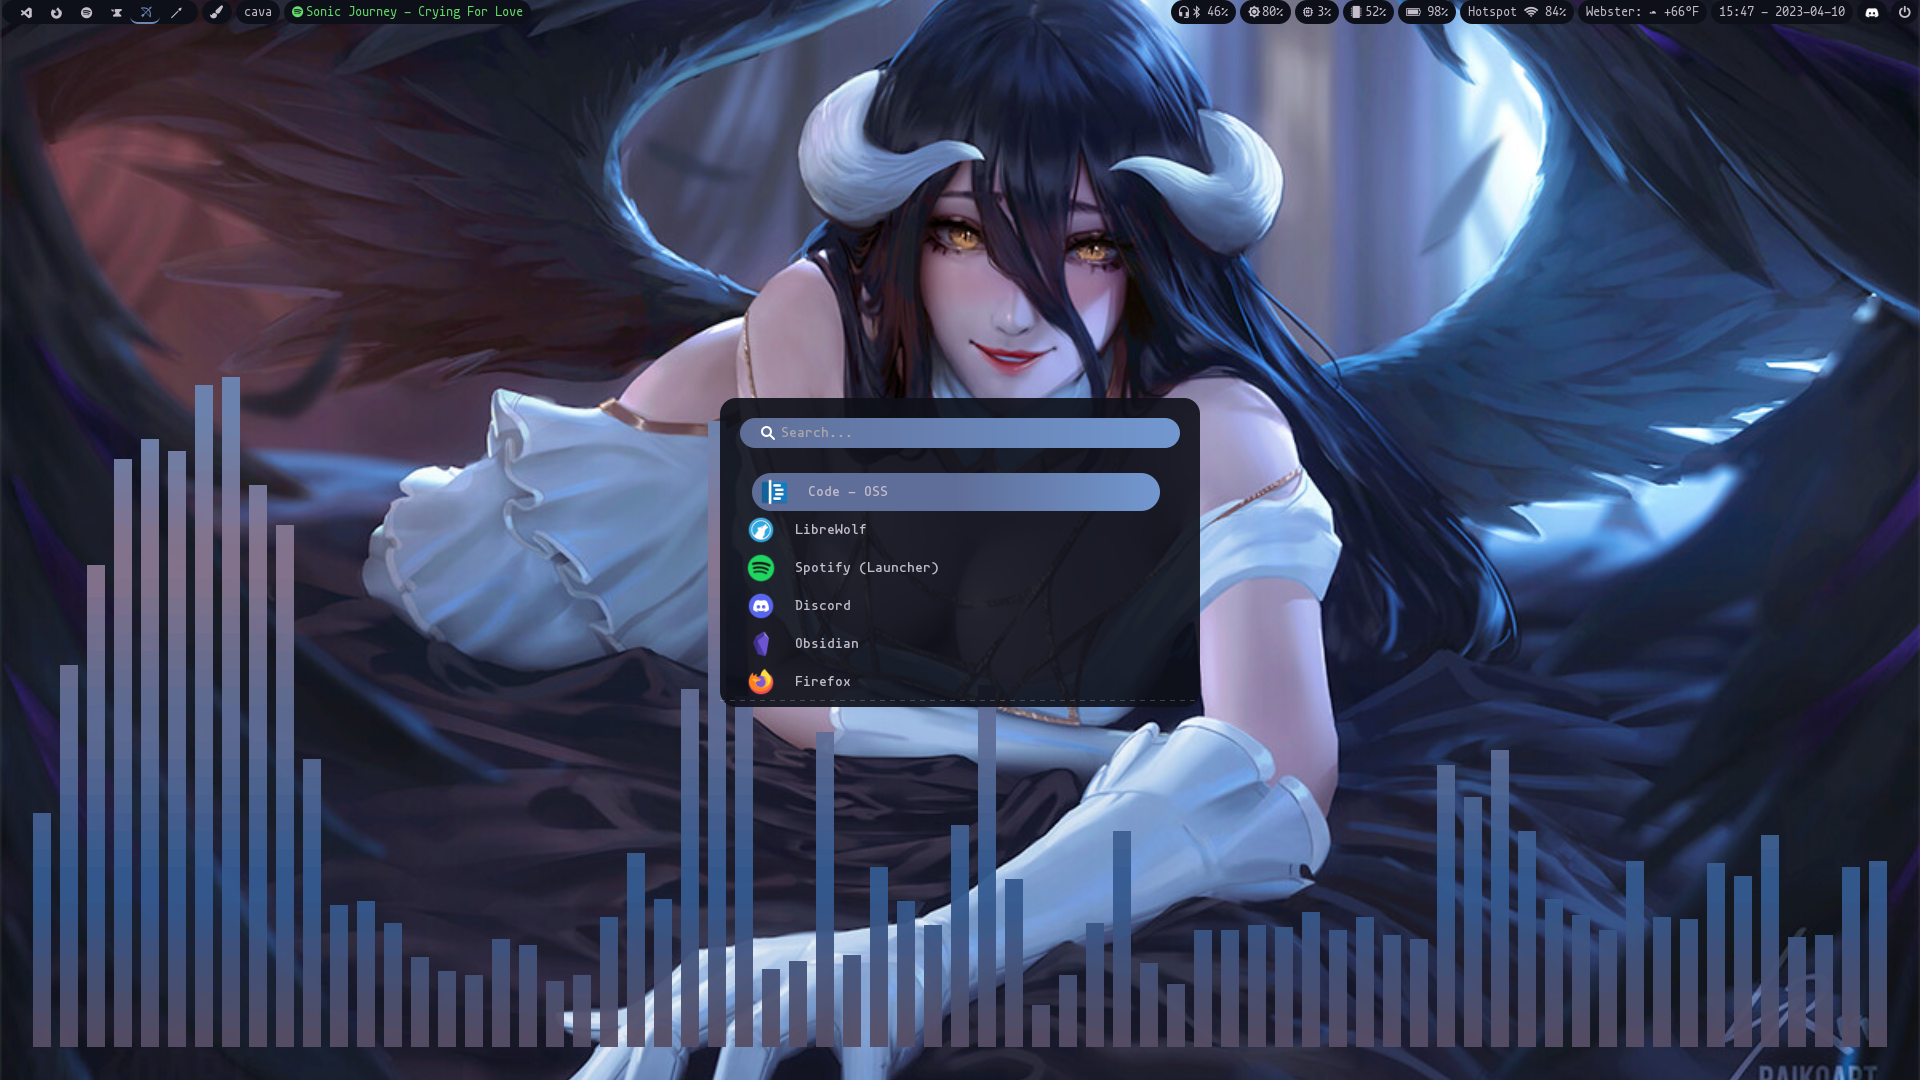 cava Sonic Journey – Crying For Love 46% 80% 3% 52% 98% Hotspot 84% Webster: +66°F 15:47 – 2023-04-10
Search...
Code – OSS
LibreWolf
Spotify (Launcher)
Discord
Obsidian
Firefox
RAIKOART